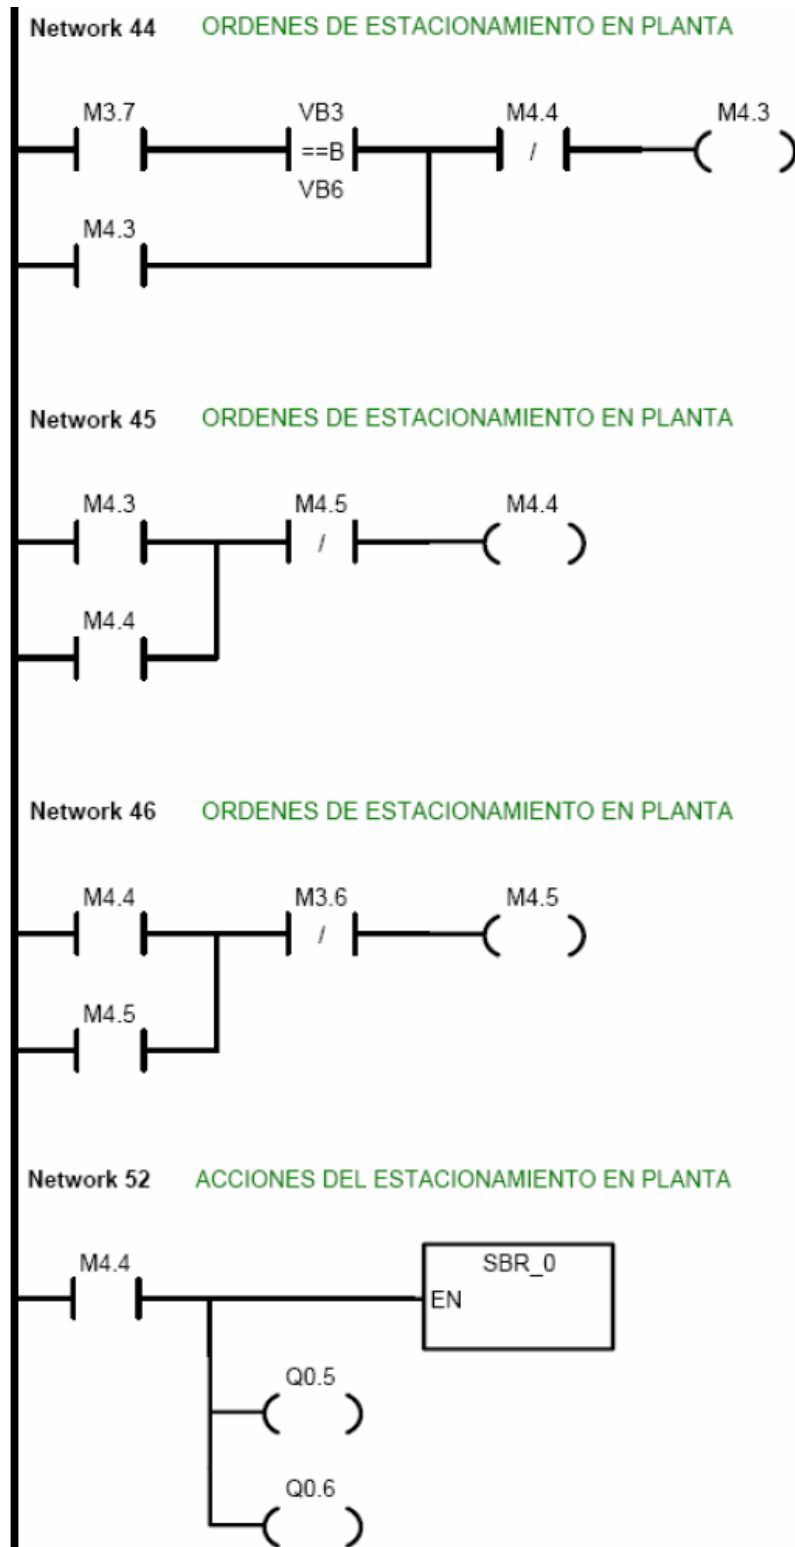 Network 44 ORDENES DE ESTACIONAMIENTO EN PLANTA
M3.7 VB3 M4.4 M4.3
==B /
VB6
M4.3
Network 45 ORDENES DE ESTACIONAMIENTO EN PLANTA
M4.3 M4.5 M4.4
/
M4.4
Network 46 ORDENES DE ESTACIONAMIENTO EN PLANTA
M4.4 M3.6 M4.5
/
M4.5
Network 52 ACCIONES DEL ESTACIONAMIENTO EN PLANTA
M4.4 SBR_0
EN
Q0.5
Q0.6